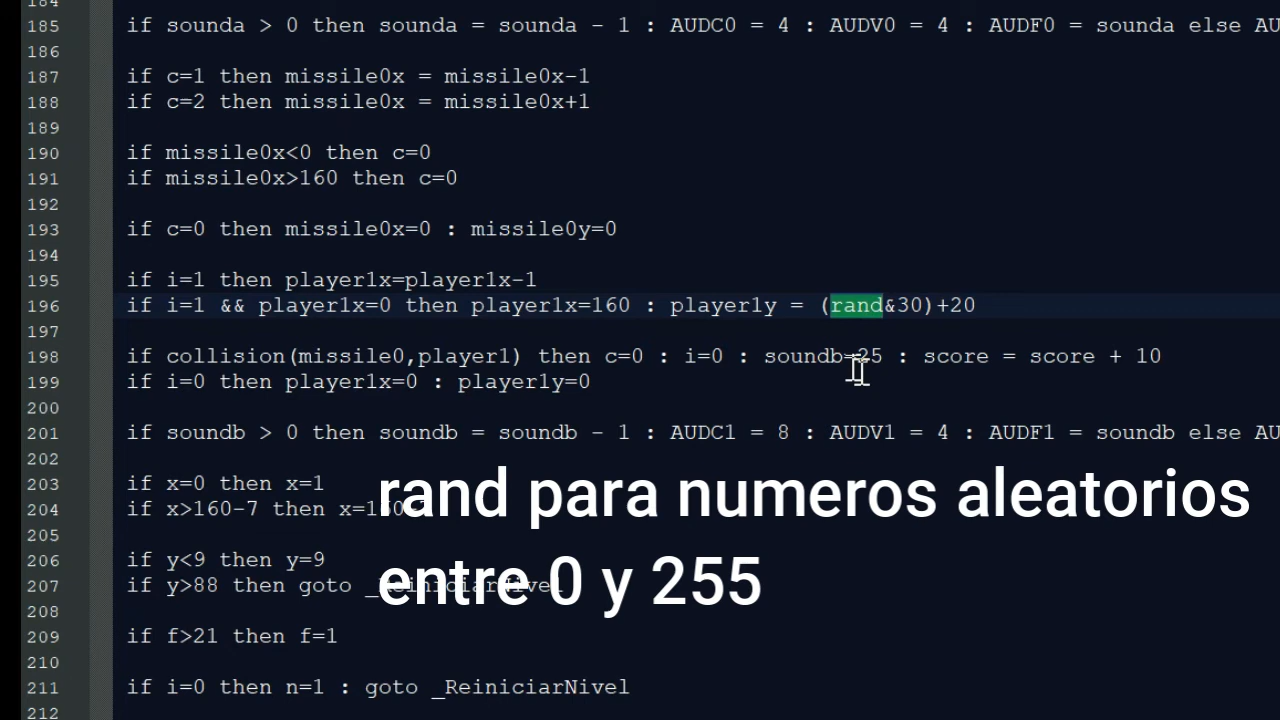 184
185 if sounda > 0 then sounda = sounda - 1 : AUDC0 = 4 : AUDV0 = 4 : AUDF0 = sounda else AU
186
187 if c=1 then missile0x = missile0x-1
188 if c=2 then missile0x = missile0x+1
189
190 if missile0x<0 then c=0
191 if missile0x>160 then c=0
192
193 if c=0 then missile0x=0 : missile0y=0
194
195 if i=1 then player1x=player1x-1
196 if i=1 && player1x=0 then player1x=160 : player1y = (rand&30)+20
197
198 if collision(missile0,player1) then c=0 : i=0 : soundb=25 : score = score + 10
199 if i=0 then player1x=0 : player1y=0
200
201 if soundb > 0 then soundb = soundb - 1 : AUDC1 = 8 : AUDV1 = 4 : AUDF1 = soundb else AU
202
203 if x=0 then x=1
204 if x>160-7 then x=160-7
205
206 if y<9 then y=9
207 if y>88 then goto _ReiniciarNivel
208
209 if f>21 then f=1
210
211 if i=0 then n=1 : goto _ReiniciarNivel
212
rand para numeros aleatorios
entre 0 y 255